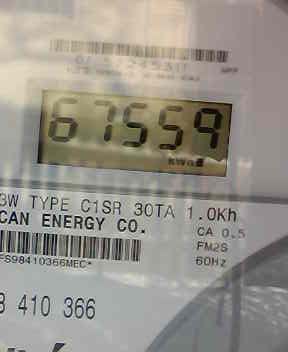 67559
KWH
3W TYPE C1SR 30TA 1.0Kh
CAN ENERGY CO.
CA 0.5
FM2S
60Hz
FS98410366MEC*
8 410 366